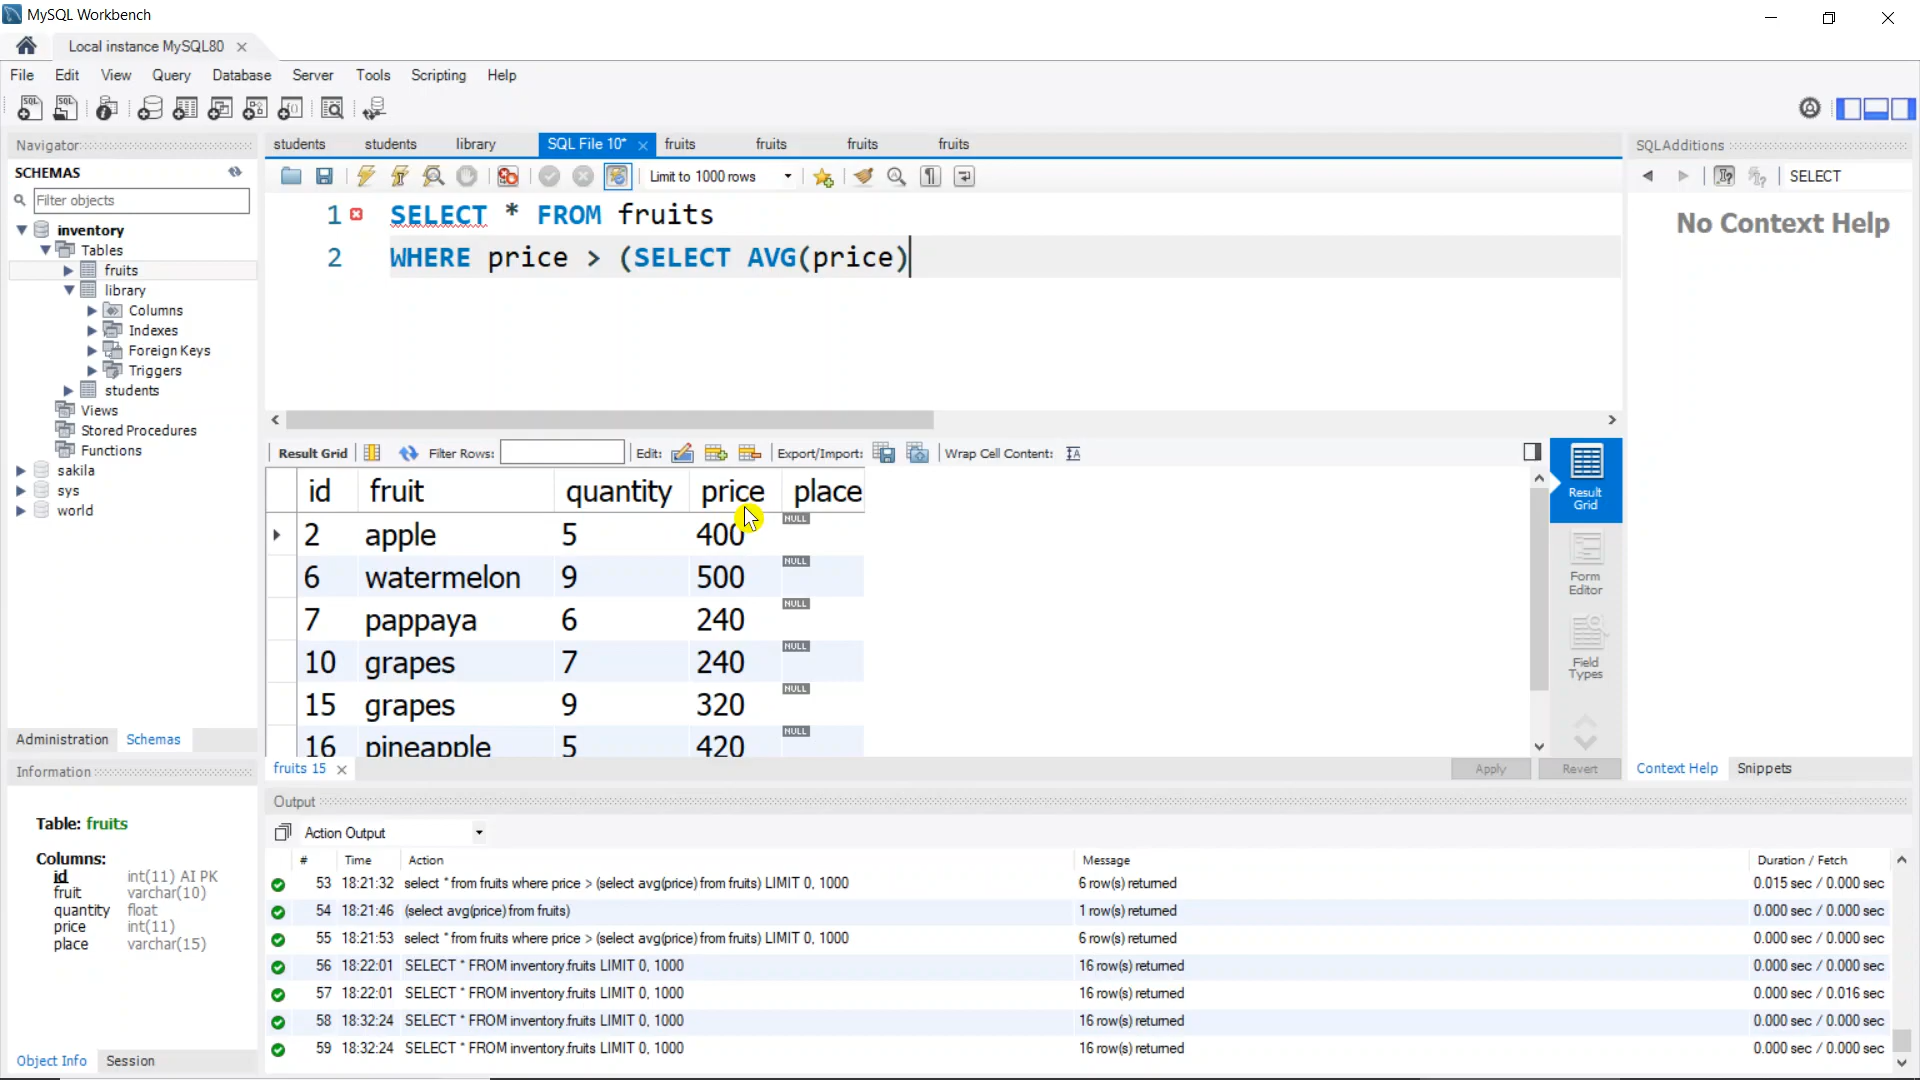 MySQL Workbench
Local instance MySQL80
File Edit View Query Database Server Tools Scripting Help
Navigator
SCHEMAS
Filter objects
inventory
Tables
fruits
library
Columns
Indexes
Foreign Keys
Triggers
students
Views
Stored Procedures
Functions
sakila
sys
world
Administration Schemas
Information
Table: fruits
Columns:
id int(11) AI PK
fruit varchar(10)
quantity float
price int(11)
place varchar(15)
Object Info Session
students students library SQL File 10* fruits fruits fruits fruits
Limit to 1000 rows
1 SELECT * FROM fruits
2 WHERE price > (SELECT AVG(price)
Result Grid Filter Rows: Edit: Export/Import: Wrap Cell Content:
id fruit quantity price place
2 apple 5 400 NULL
6 watermelon 9 500 NULL
7 pappaya 6 240 NULL
10 grapes 7 240 NULL
15 grapes 9 320 NULL
16 pineapple 5 420 NULL
Result Grid
Form Editor
Field Types
fruits 15 Apply Revert
Output
Action Output
# Time Action Message Duration / Fetch
53 18:21:32 select * from fruits where price > (select avg(price) from fruits) LIMIT 0, 1000 6 row(s) returned 0.015 sec / 0.000 sec
54 18:21:46 (select avg(price) from fruits) 1 row(s) returned 0.000 sec / 0.000 sec
55 18:21:53 select * from fruits where price > (select avg(price) from fruits) LIMIT 0, 1000 6 row(s) returned 0.000 sec / 0.000 sec
56 18:22:01 SELECT * FROM inventory.fruits LIMIT 0, 1000 16 row(s) returned 0.000 sec / 0.000 sec
57 18:22:01 SELECT * FROM inventory.fruits LIMIT 0, 1000 16 row(s) returned 0.000 sec / 0.016 sec
58 18:32:24 SELECT * FROM inventory.fruits LIMIT 0, 1000 16 row(s) returned 0.000 sec / 0.000 sec
59 18:32:24 SELECT * FROM inventory.fruits LIMIT 0, 1000 16 row(s) returned 0.000 sec / 0.000 sec
SQLAdditions
SELECT
No Context Help
Context Help Snippets